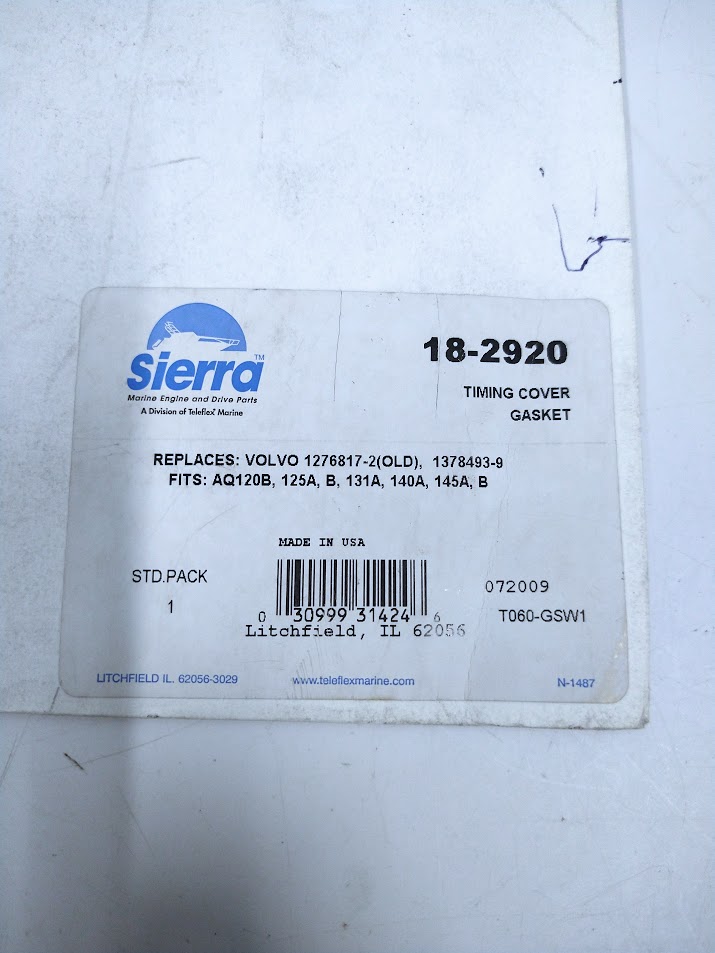 Sierra™
Marine Engine and Drive Parts
A Division of Teleflex® Marine
18-2920
TIMING COVER
GASKET
REPLACES: VOLVO 1276817-2(OLD), 1378493-9
FITS: AQ120B, 125A, B, 131A, 140A, 145A, B
MADE IN USA
STD.PACK
1
0 30999 31424 6
Litchfield, IL 62056
072009
T060-GSW1
LITCHFIELD IL. 62056-3029
www.teleflexmarine.com
N-1487